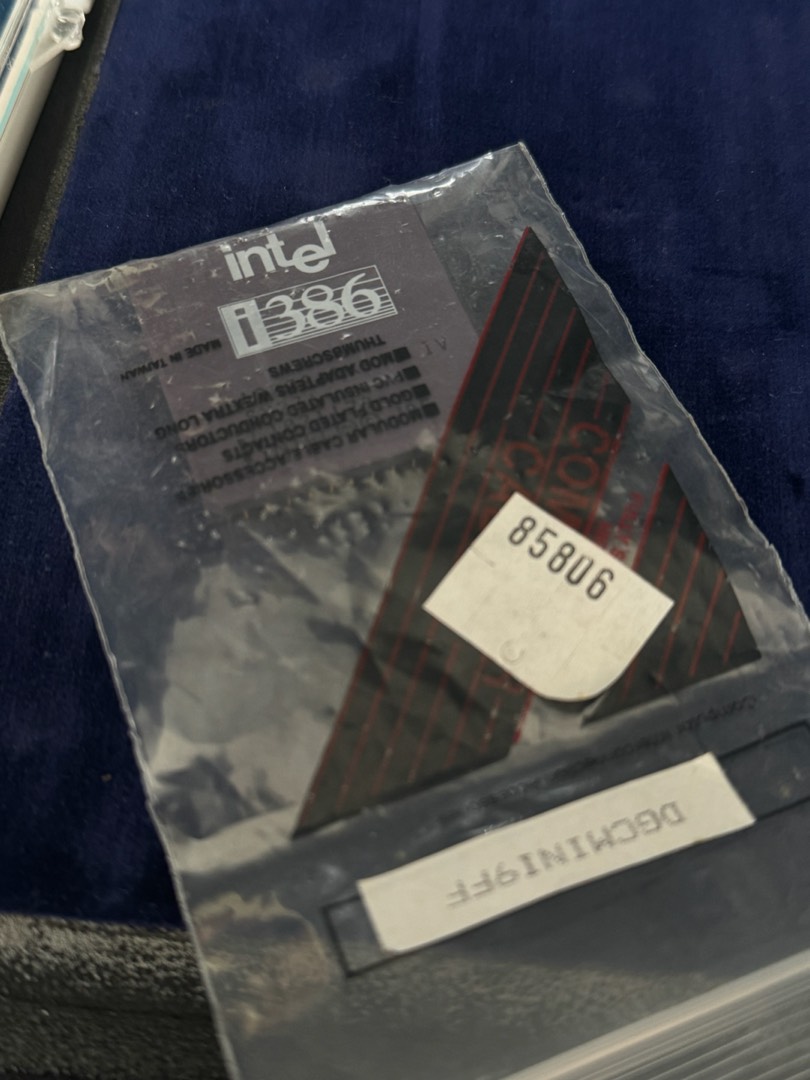 intel
i386
MADE IN TAIWAN
MODULAR CABLE ACCESSORIES
GOLD PLATED CONTACTS
PVC INSULATED CONDUCTORS
MOD ADAPTERS W/EXTRA LONG
THUMBSCREWS
85806
DGCMINI9FF